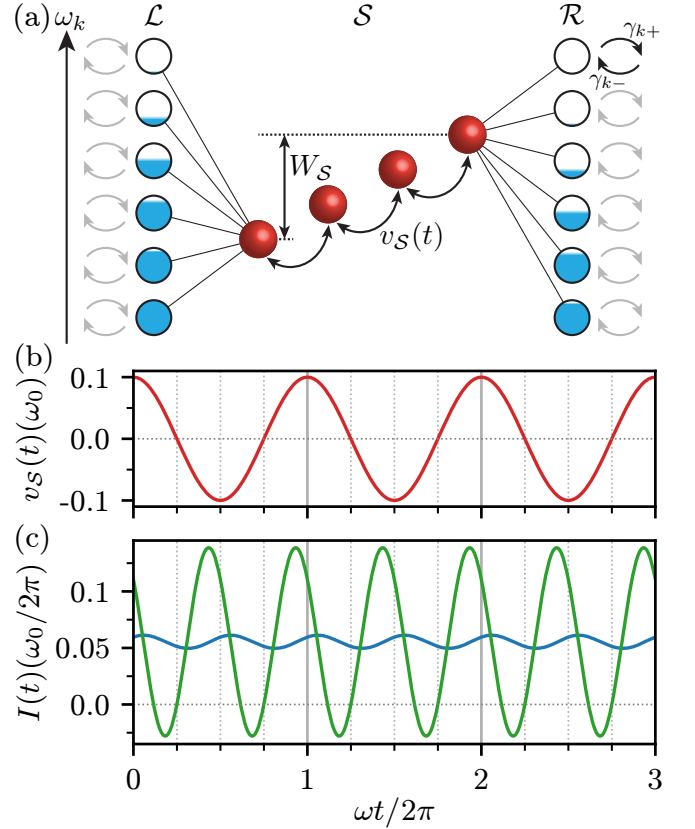 (a) ω_k ℒ 𝒮 ℛ
γ_{k+}
γ_{k−}
W_𝒮
v_𝒮(t)
(b)
v_𝒮(t)(ω_0)
0.1
0.0
-0.1
(c)
I(t)(ω_0/2π)
0.1
0.05
0.0
0 1 2 3
ωt/2π